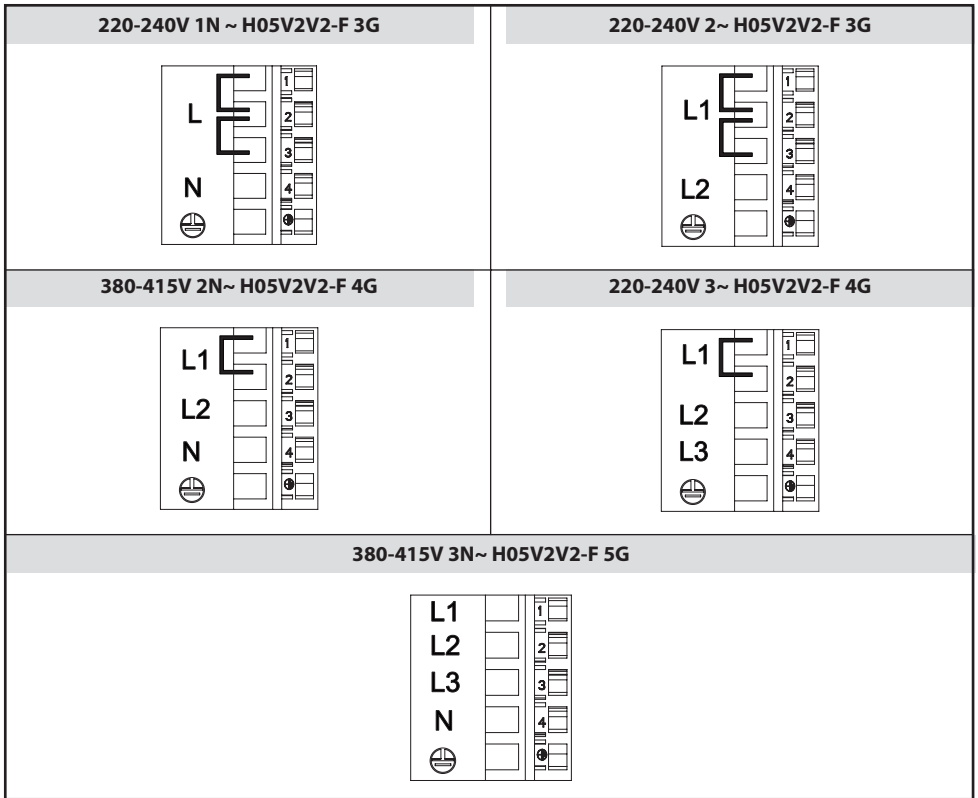 220-240V 1N ~ H05V2V2-F 3G
L
N
1
2
3
4
220-240V 2~ H05V2V2-F 3G
L1
L2
1
2
3
4
380-415V 2N~ H05V2V2-F 4G
L1
L2
N
1
2
3
4
220-240V 3~ H05V2V2-F 4G
L1
L2
L3
1
2
3
4
380-415V 3N~ H05V2V2-F 5G
L1
L2
L3
N
1
2
3
4